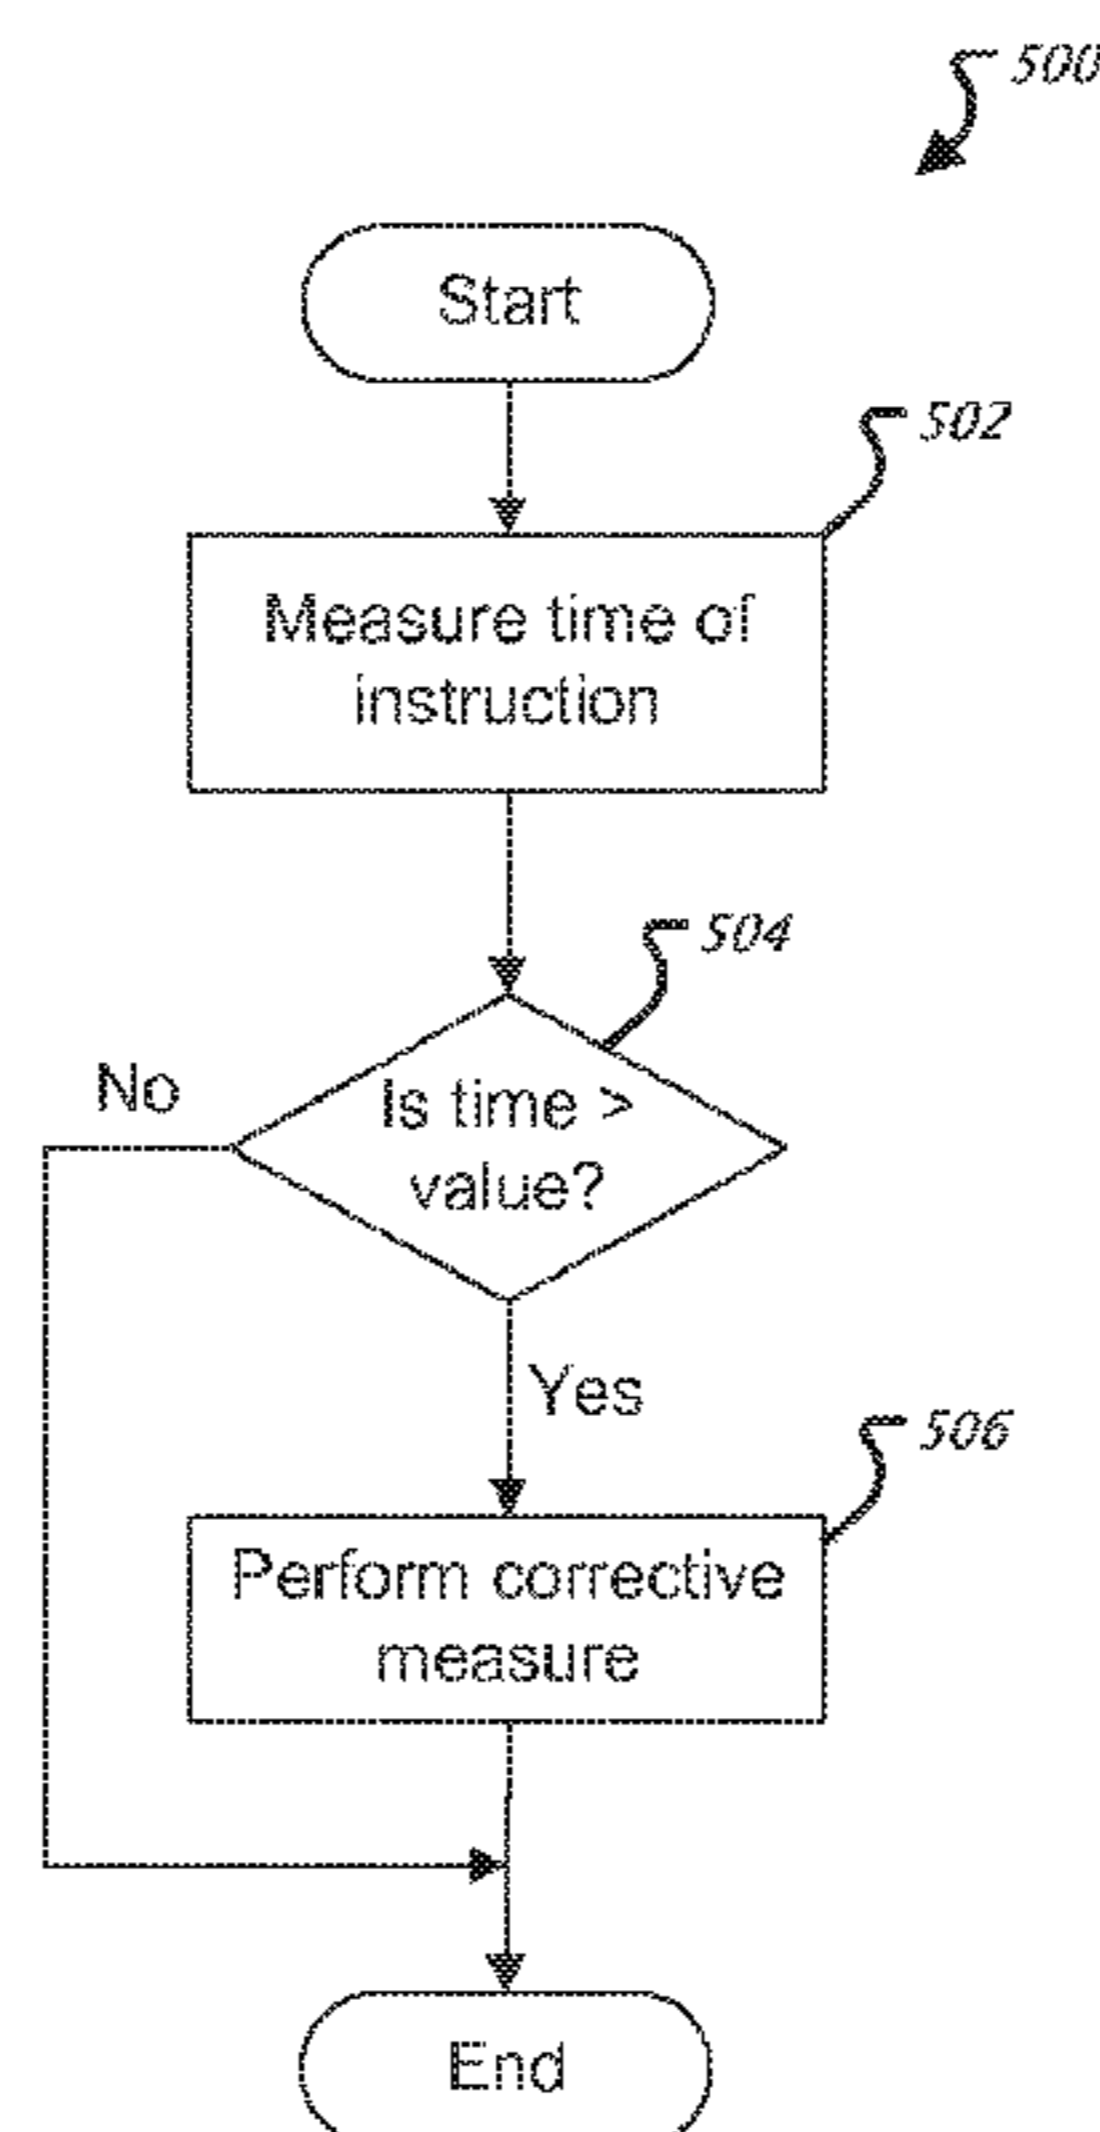 500
Start
502
Measure time of
instruction
504
Is time >
value?
No
Yes
506
Perform corrective
measure
End